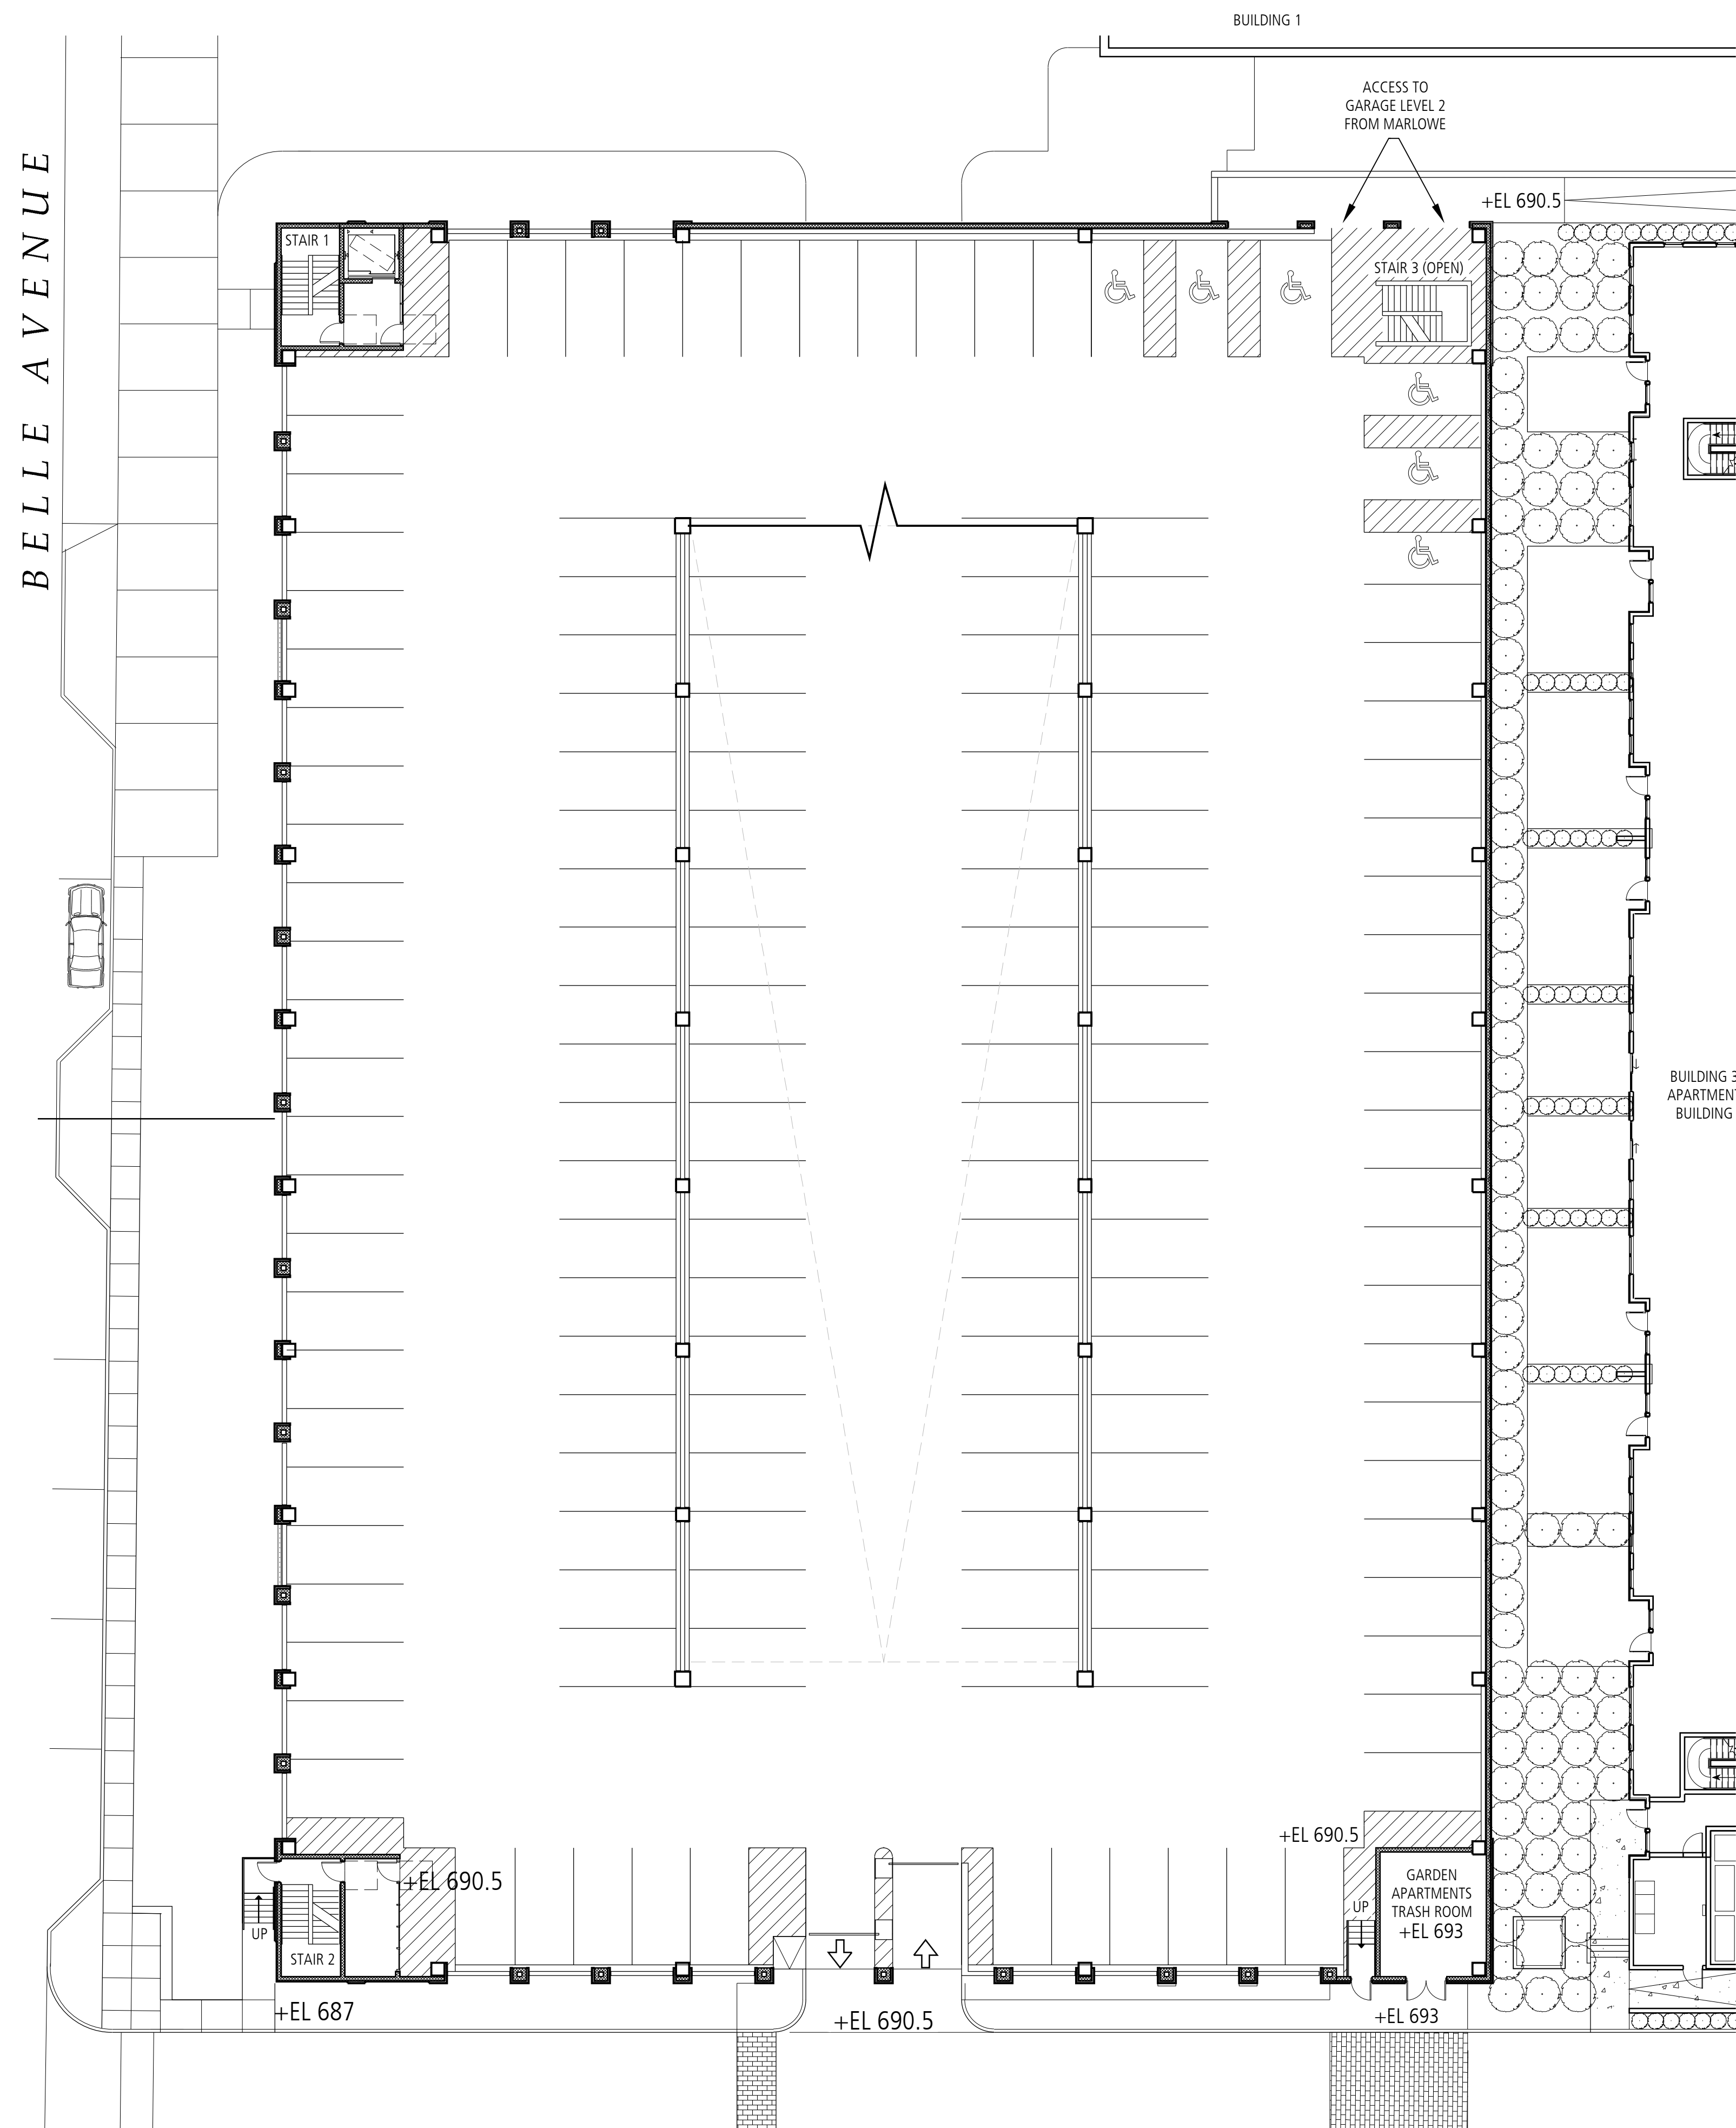 BUILDING 1
ACCESS TO
GARAGE LEVEL 2
FROM MARLOWE
BELLE AVENUE
+EL 690.5
STAIR 1
STAIR 3 (OPEN)
BUILDING 3
APARTMENT
BUILDING
+EL 690.5
GARDEN
APARTMENTS
TRASH ROOM
+EL 693
+EL 690.5
UP
UP
STAIR 2
+EL 687
+EL 690.5
+EL 693